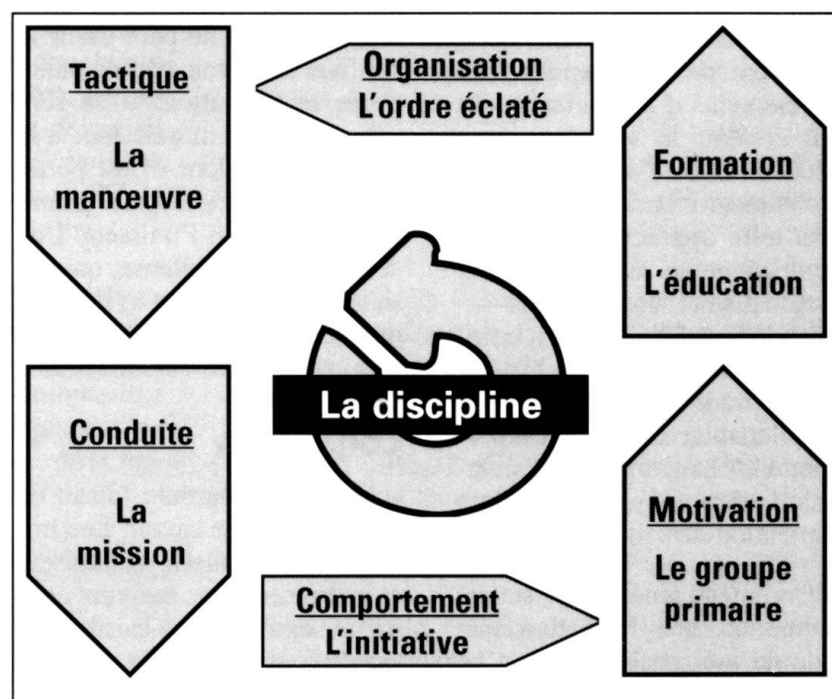 Tactique
La
manœuvre
Organisation
L'ordre éclaté
Formation
L'éducation
La discipline
Conduite
La
mission
Comportement
L'initiative
Motivation
Le groupe
primaire